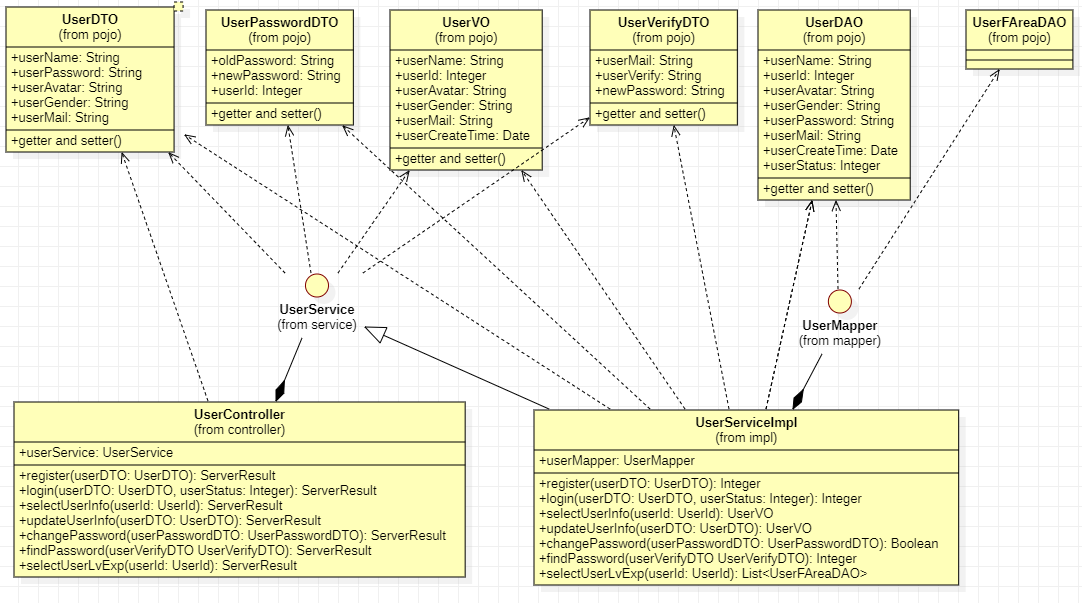 UserDTO
(from pojo)
+userName: String
+userPassword: String
+userAvatar: String
+userGender: String
+userMail: String
+getter and setter()
UserPasswordDTO
(from pojo)
+oldPassword: String
+newPassword: String
+userId: Integer
+getter and setter()
UserVO
(from pojo)
+userName: String
+userId: Integer
+userAvatar: String
+userGender: String
+userMail: String
+userCreateTime: Date
+getter and setter()
UserVerifyDTO
(from pojo)
+userMail: String
+userVerify: String
+newPassword: String
+getter and setter()
UserDAO
(from pojo)
+userName: String
+userId: Integer
+userAvatar: String
+userGender: String
+userPassword: String
+userMail: String
+userCreateTime: Date
+userStatus: Integer
+getter and setter()
UserFAreaDAO
(from pojo)
UserService
(from service)
UserMapper
(from mapper)
UserController
(from controller)
+userService: UserService
+register(userDTO: UserDTO): ServerResult
+login(userDTO: UserDTO, userStatus: Integer): ServerResult
+selectUserInfo(userId: UserId): ServerResult
+updateUserInfo(userDTO: UserDTO): ServerResult
+changePassword(userPasswordDTO: UserPasswordDTO): ServerResult
+findPassword(userVerifyDTO UserVerifyDTO): ServerResult
+selectUserLvExp(userId: UserId): ServerResult
UserServiceImpl
(from impl)
+userMapper: UserMapper
+register(userDTO: UserDTO): Integer
+login(userDTO: UserDTO, userStatus: Integer): Integer
+selectUserInfo(userId: UserId): UserVO
+updateUserInfo(userDTO: UserDTO): UserVO
+changePassword(userPasswordDTO: UserPasswordDTO): Boolean
+findPassword(userVerifyDTO UserVerifyDTO): Integer
+selectUserLvExp(userId: UserId): List<UserFAreaDAO>